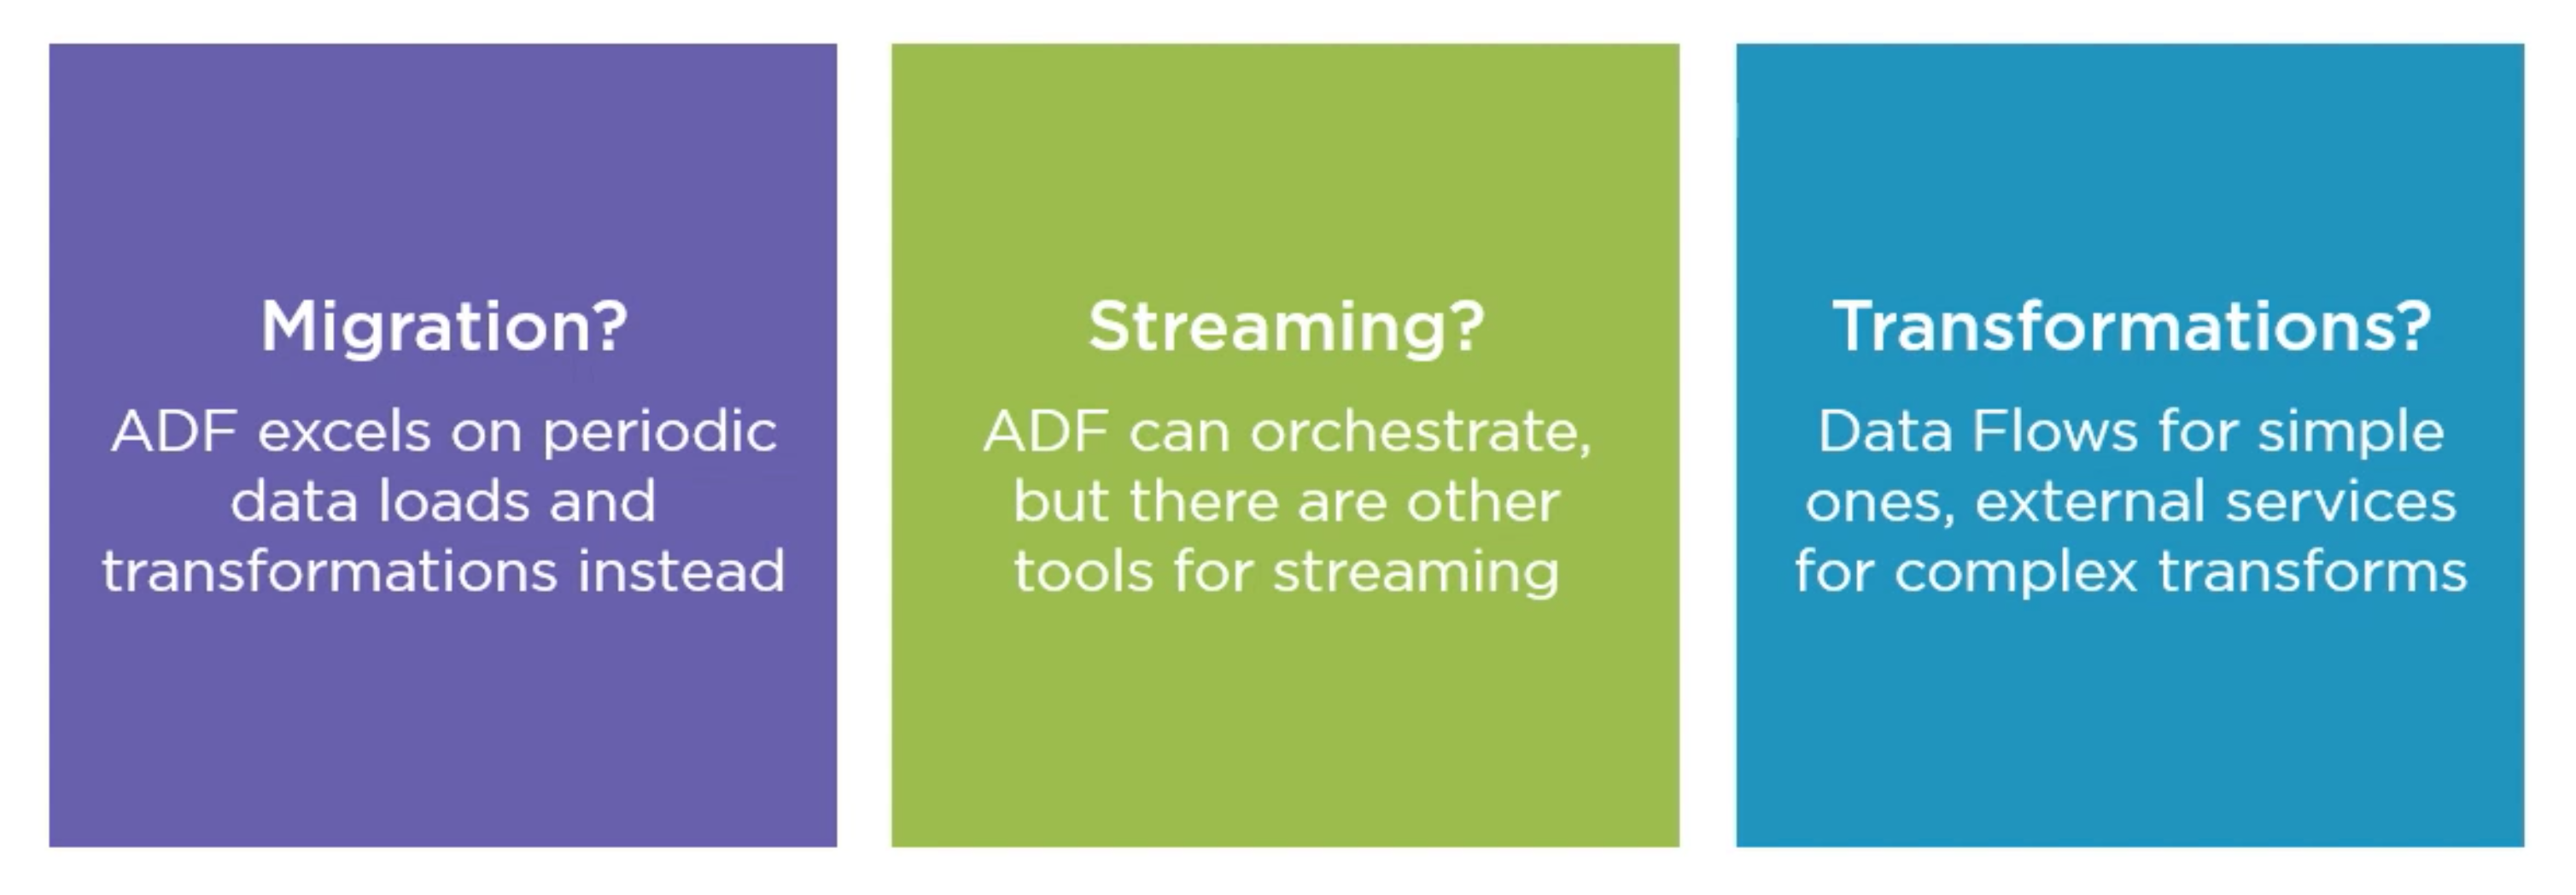 Migration?
ADF excels on periodic
data loads and
transformations instead
Streaming?
ADF can orchestrate,
but there are other
tools for streaming
Transformations?
Data Flows for simple
ones, external services
for complex transforms